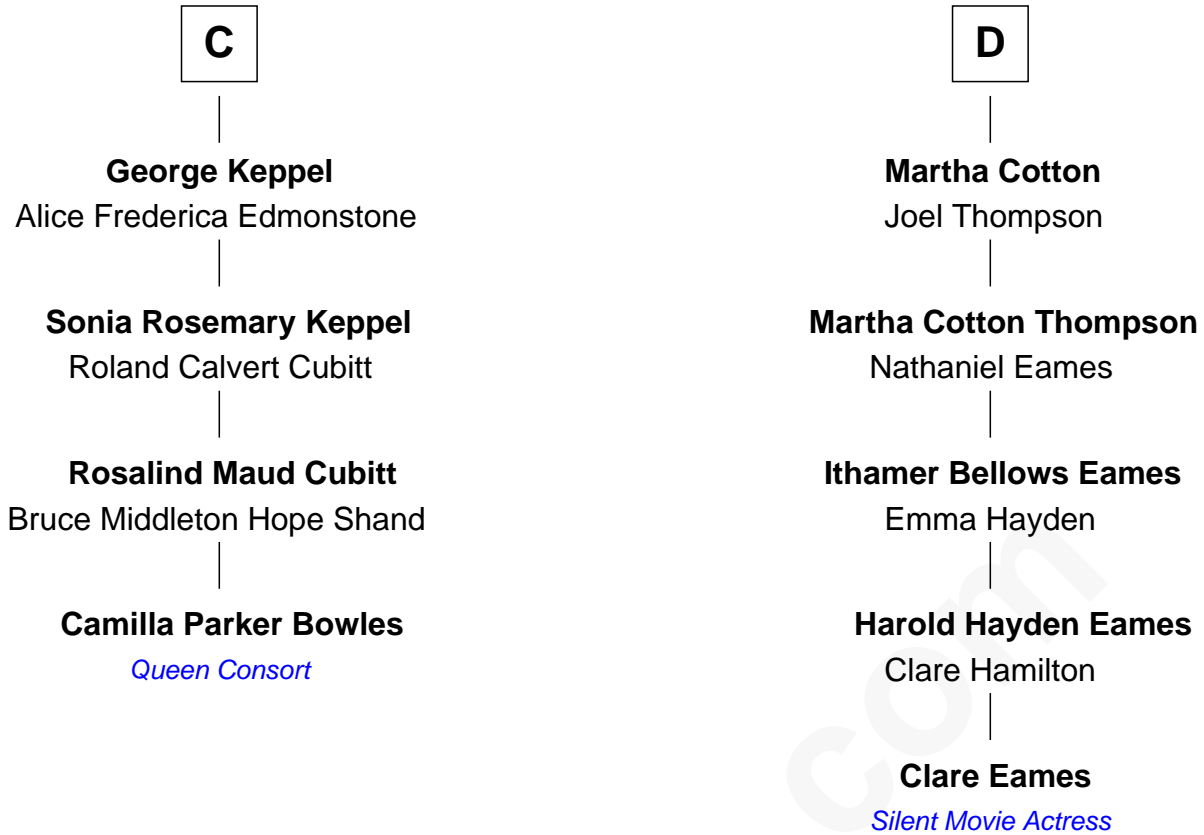 C
George Keppel
Alice Frederica Edmonstone
Sonia Rosemary Keppel
Roland Calvert Cubitt
Rosalind Maud Cubitt
Bruce Middleton Hope Shand
Camilla Parker Bowles
Queen Consort
D
Martha Cotton
Joel Thompson
Martha Cotton Thompson
Nathaniel Eames
Ithamer Bellows Eames
Emma Hayden
Harold Hayden Eames
Clare Hamilton
Clare Eames
Silent Movie Actress
com